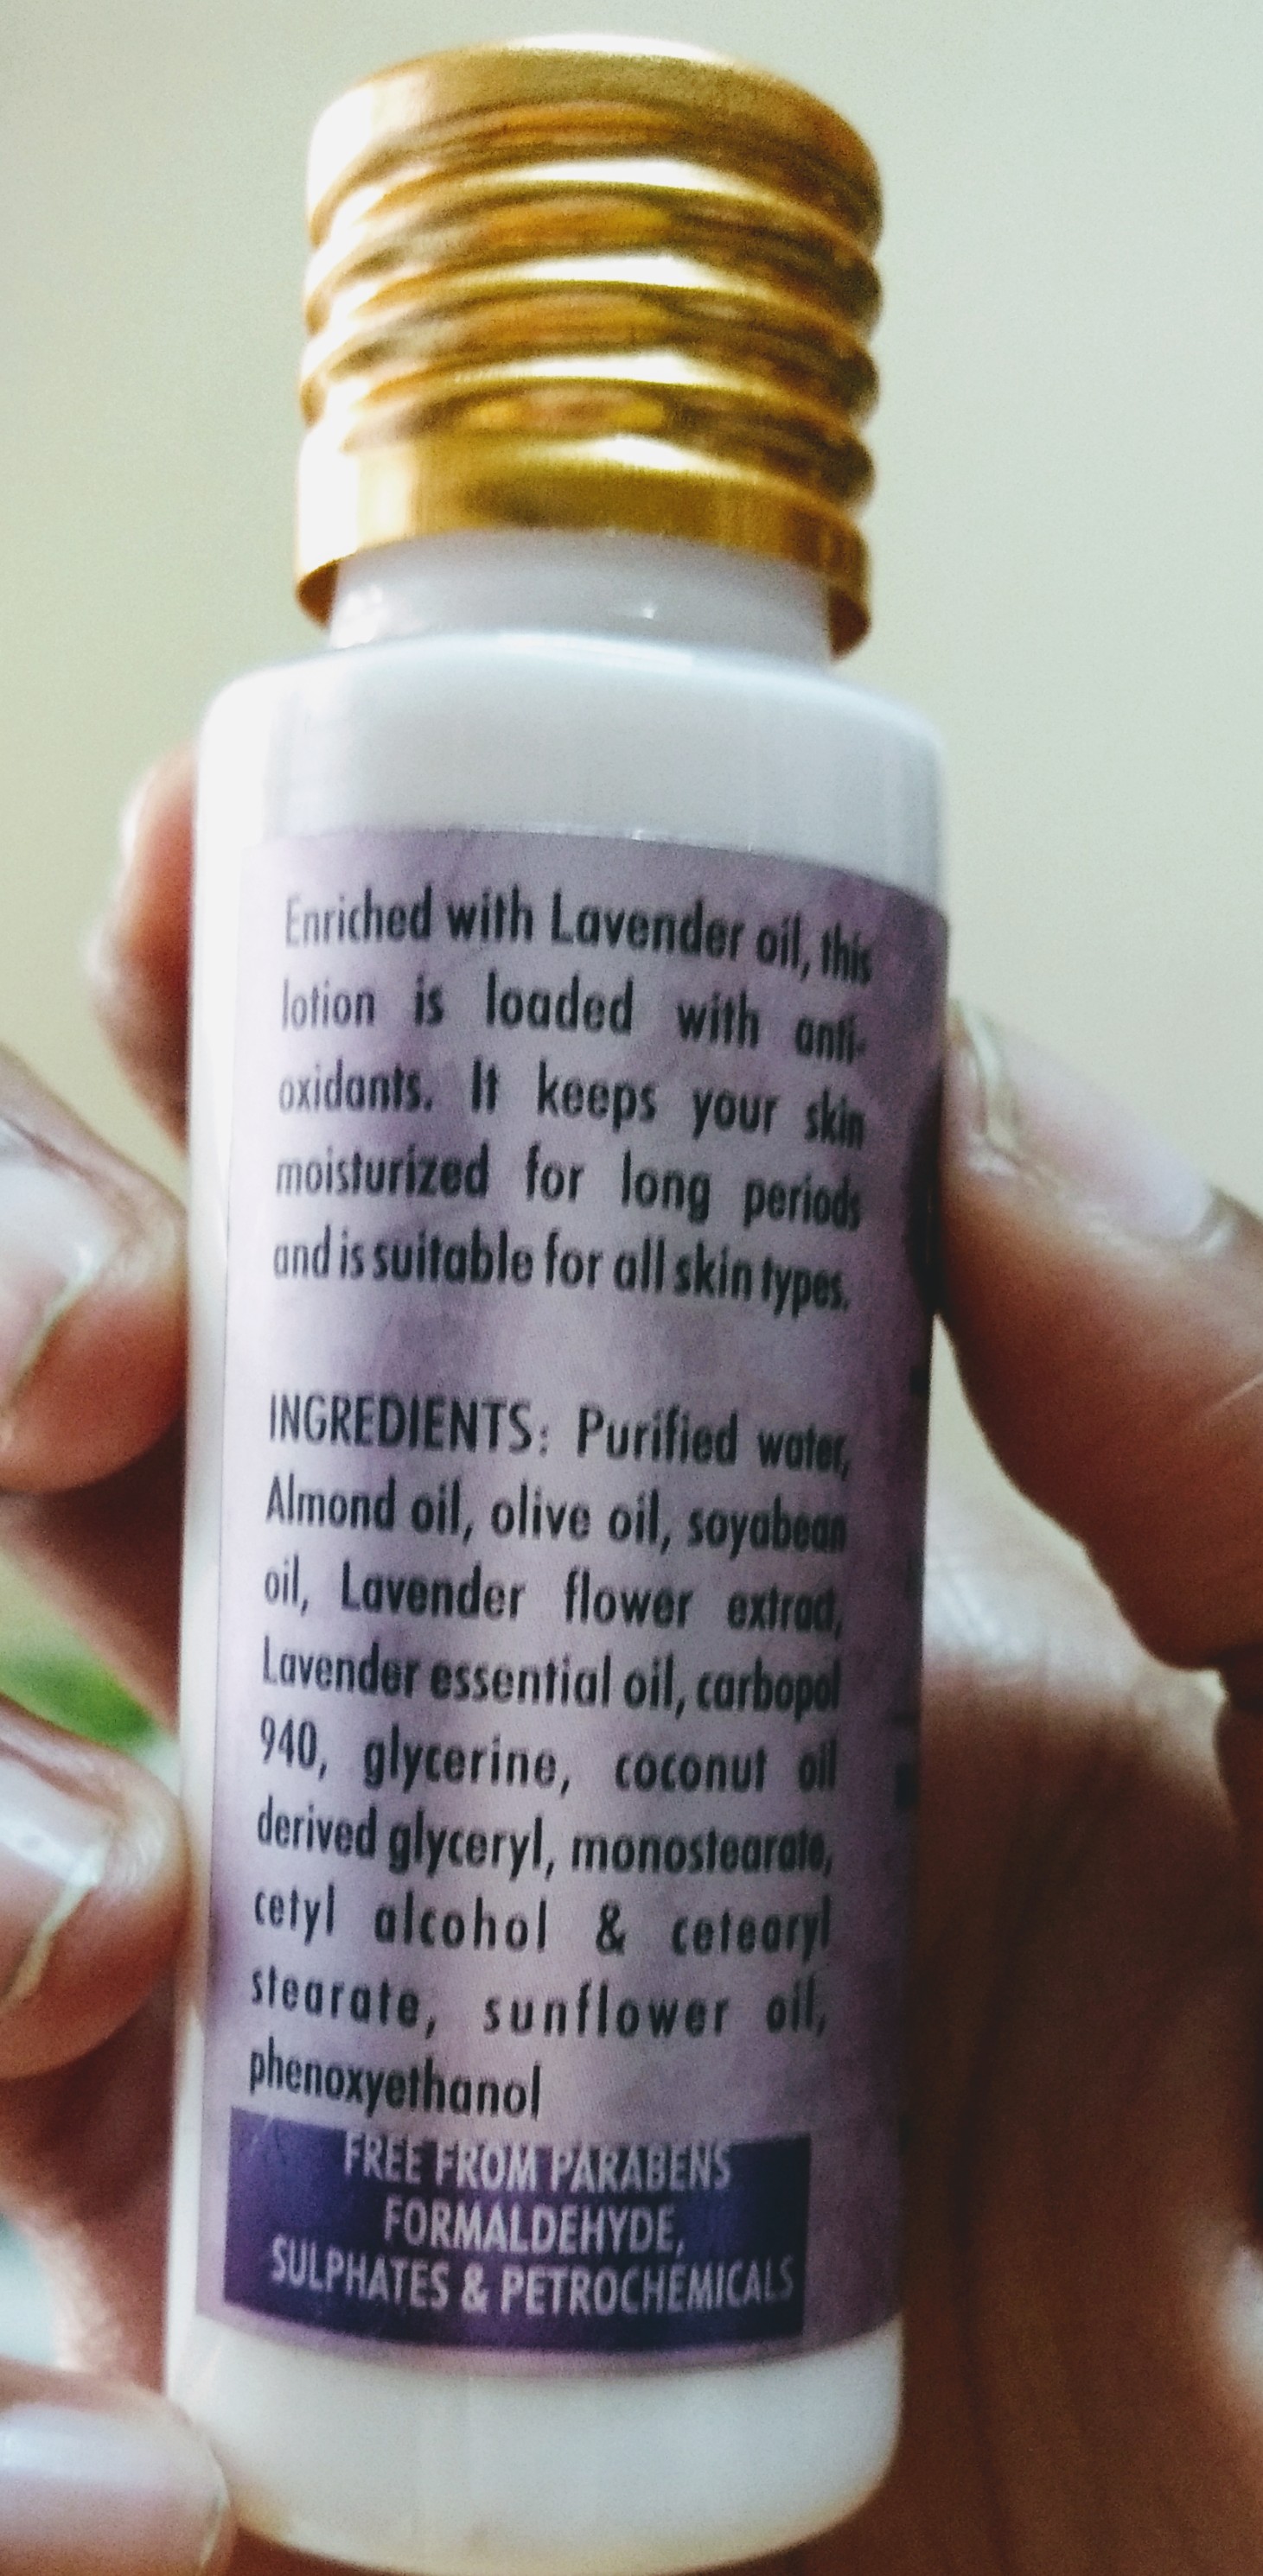 Enriched with Lavender oil, this
lotion is loaded with anti-
oxidants. It keeps your skin
moisturized for long periods
and is suitable for all skin types.
INGREDIENTS: Purified water,
Almond oil, olive oil, soyabean
oil, Lavender flower extract,
Lavender essential oil, carbopol
940, glycerine, coconut oil
derived glyceryl, monostearate,
cetyl alcohol & cetearyl
stearate, sunflower oil,
phenoxyethanol
FREE FROM PARABENS
FORMALDEHYDE,
SULPHATES & PETROCHEMICALS